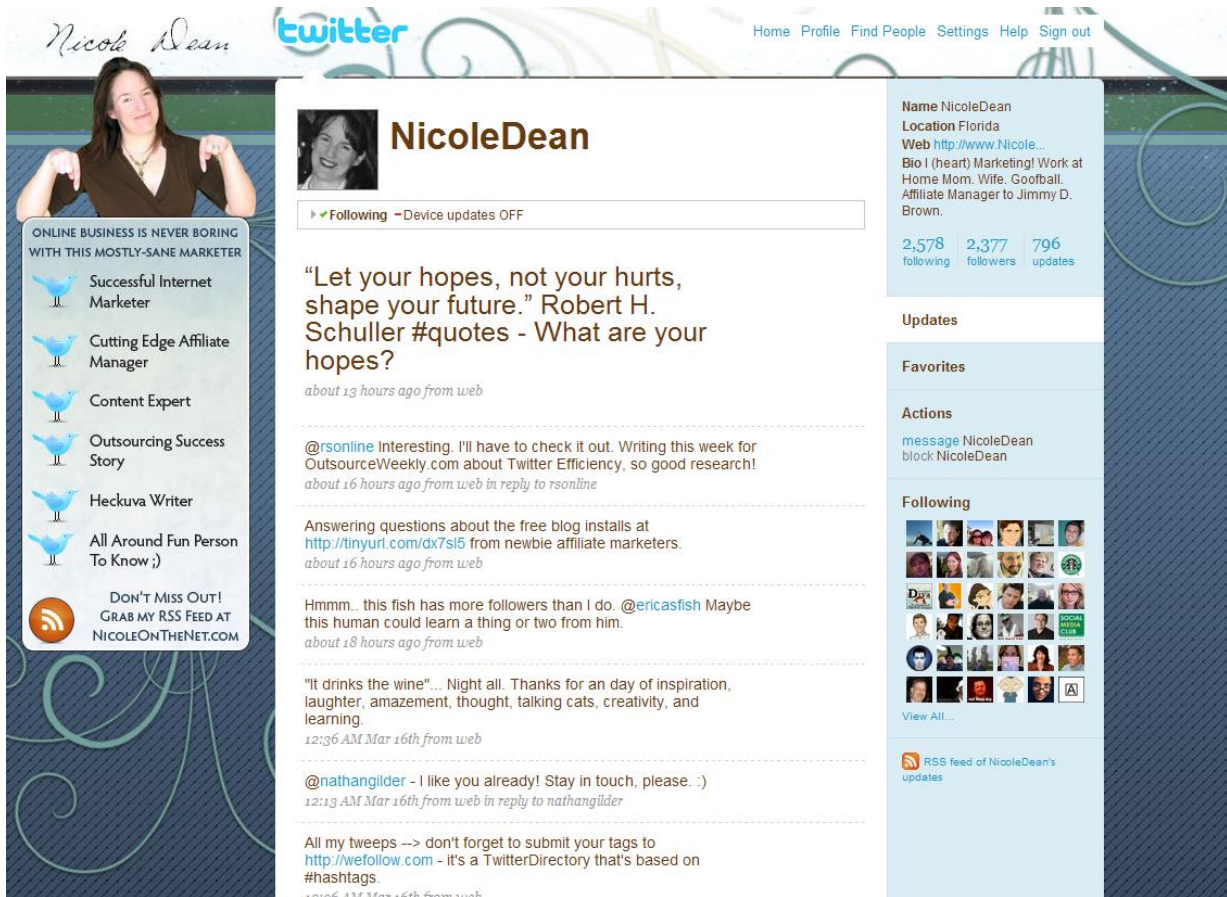 Nicole Dean
twitter
Home Profile Find People Settings Help Sign out
ONLINE BUSINESS IS NEVER BORING
WITH THIS MOSTLY-SANE MARKETER
Successful Internet
Marketer
Cutting Edge Affiliate
Manager
Content Expert
Outsourcing Success
Story
Heckuva Writer
All Around Fun Person
To Know ;)
DON'T MISS OUT!
GRAB MY RSS FEED AT
NICOLEONTHENET.COM
NicoleDean
Following Device updates OFF
“Let your hopes, not your hurts,
shape your future.” Robert H.
Schuller #quotes - What are your
hopes?
about 13 hours ago from web
@rsonline Interesting. I'll have to check it out. Writing this week for
OutsourceWeekly.com about Twitter Efficiency, so good research!
about 16 hours ago from web in reply to rsonline
Answering questions about the free blog installs at
http://tinyurl.com/dx7sl5 from newbie affiliate marketers.
about 16 hours ago from web
Hmmm.. this fish has more followers than I do. @ericasfish Maybe
this human could learn a thing or two from him.
about 18 hours ago from web
"It drinks the wine"... Night all. Thanks for an day of inspiration,
laughter, amazement, thought, talking cats, creativity, and
learning.
12:36 AM Mar 16th from web
@nathangilder - I like you already! Stay in touch, please. :)
12:13 AM Mar 16th from web in reply to nathangilder
All my tweeps --> don't forget to submit your tags to
http://wefollow.com - it's a TwitterDirectory that's based on
#hashtags.
AM Mar 16th from web
Name NicoleDean
Location Florida
Web http://www.Nicole...
Bio I (heart) Marketing! Work at
Home Mom. Wife. Goofball.
Affiliate Manager to Jimmy D.
Brown.
2,578 2,377 796
following followers updates
Updates
Favorites
Actions
message NicoleDean
block NicoleDean
Following
SOCIAL
MEDIA
CLUB
A
View All...
RSS feed of NicoleDean's
updates